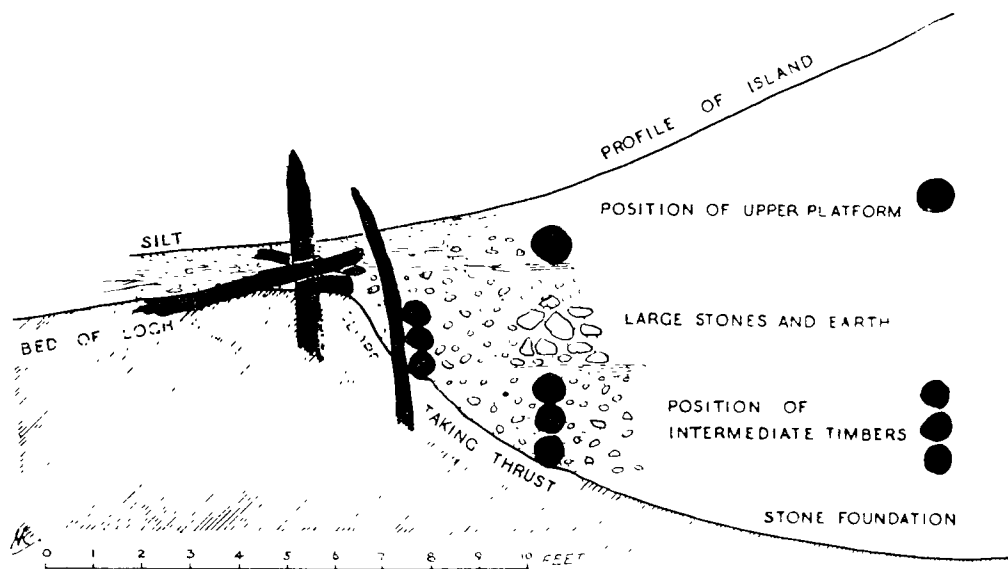 PROFILE OF ISLAND
POSITION OF UPPER PLATFORM
SILT
LARGE STONES AND EARTH
BED OF LOCH
SLOPE
TAKING THRUST
POSITION OF
INTERMEDIATE TIMBERS
STONE FOUNDATION
0 1 2 3 4 5 6 7 8 9 10 FEET